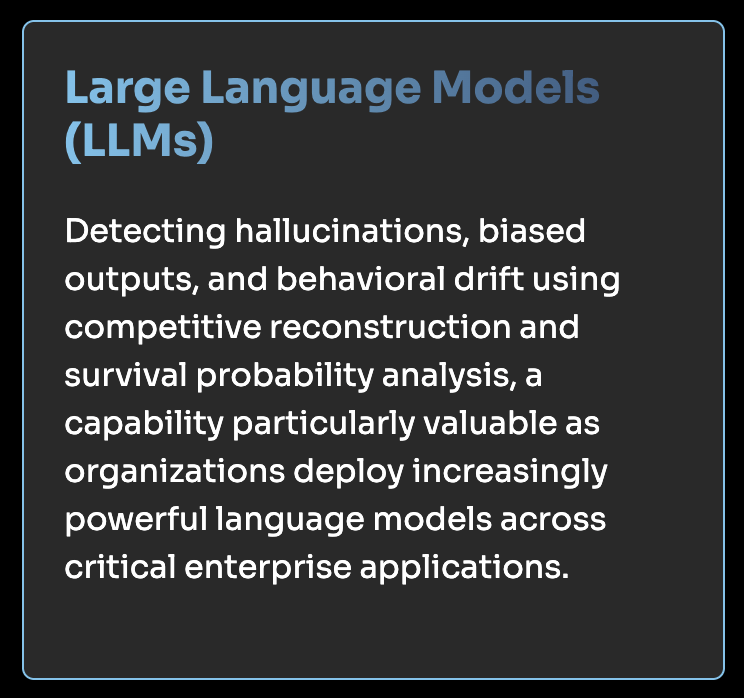 Large Language Models
(LLMs)
Detecting hallucinations, biased
outputs, and behavioral drift using
competitive reconstruction and
survival probability analysis, a
capability particularly valuable as
organizations deploy increasingly
powerful language models across
critical enterprise applications.